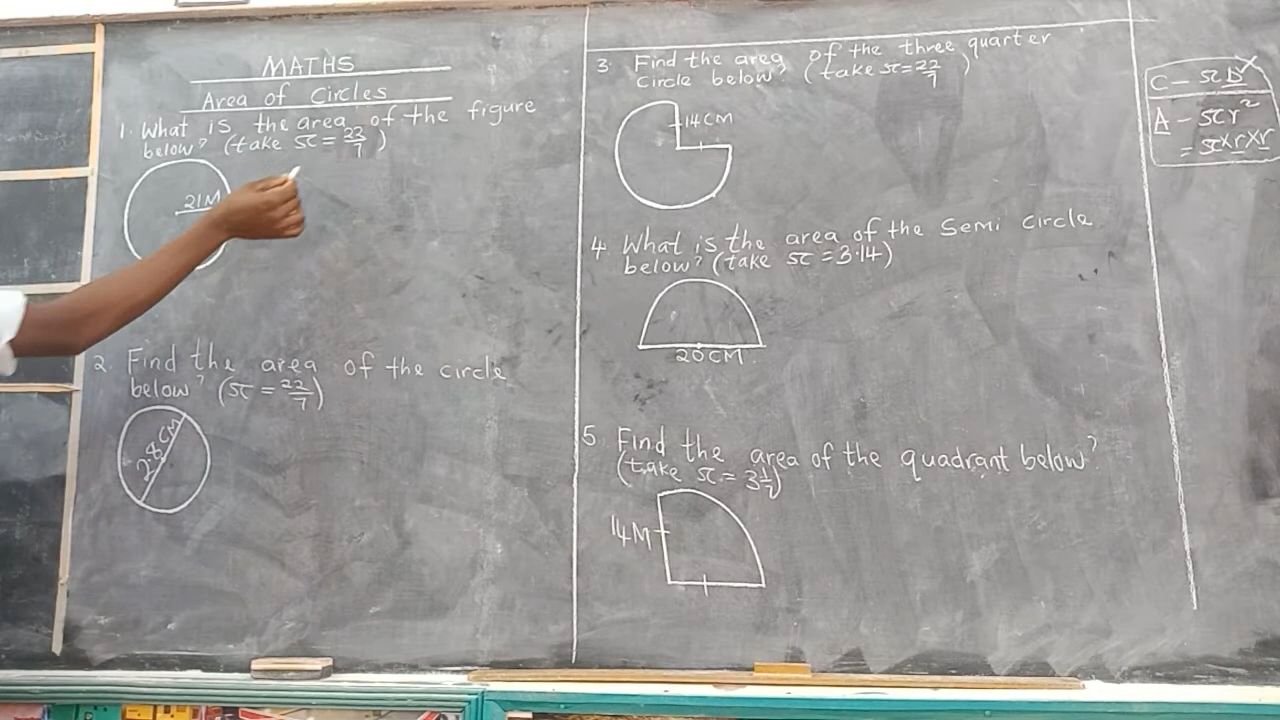 MATHS
Area of Circles
1. What is the area of the figure
below? (take π = 22/7)
21M
2. Find the area of the circle
below? (π = 22/7)
28CM
3. Find the area of the three quarter
Circle below? (take π = 22/7)
14CM
4. What is the area of the Semi Circle
below? (take π = 3.14)
20CM
5. Find the area of the quadrant below?
(take π = 3 1/7)
14M
C - πD
A - πr²
= π×r×r